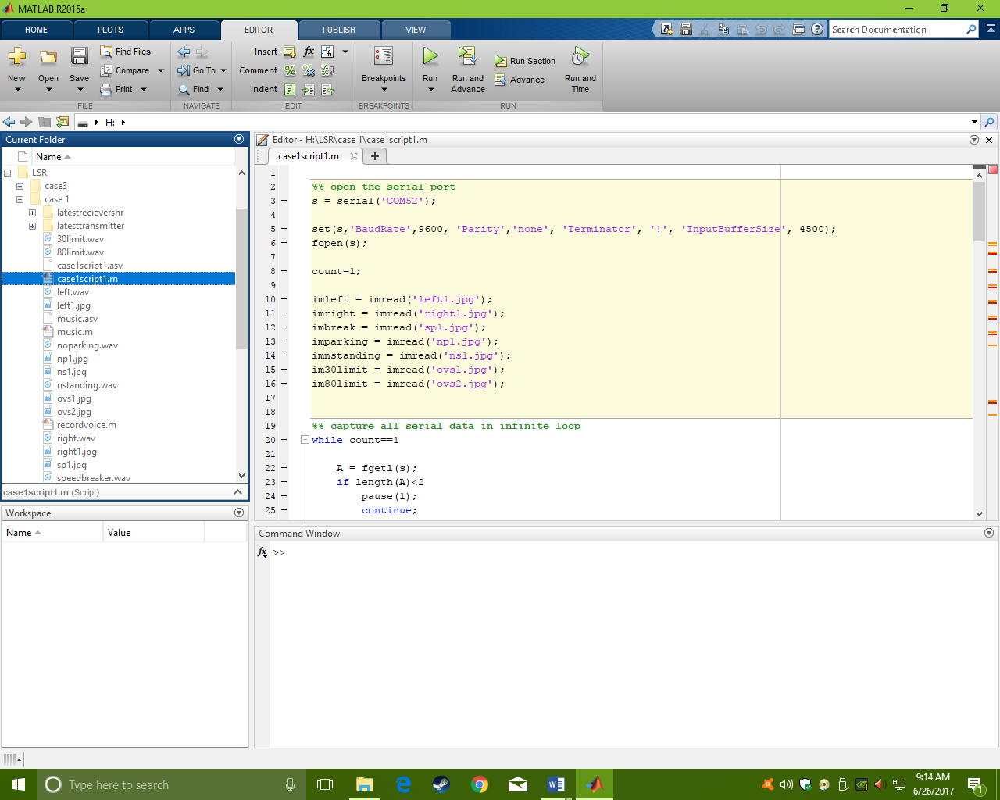 MATLAB R2015a
HOME PLOTS APPS EDITOR PUBLISH VIEW
Search Documentation
New Open Save
Find Files
Compare
Print
FILE
Go To
Find
NAVIGATE
Insert fx
Comment
Indent
EDIT
Breakpoints
BREAKPOINTS
Run
Run and Advance
Run Section
Advance
Run and Time
RUN
H:
Current Folder
Name
LSR
case3
case 1
latestrecievershr
latesttransmitter
30limit.wav
80limit.wav
case1script1.asv
case1script1.m
left.wav
left1.jpg
music.asv
music.m
noparking.wav
np1.jpg
ns1.jpg
nstanding.wav
ovs1.jpg
ovs2.jpg
recordvoice.m
right.wav
right1.jpg
sp1.jpg
speedbreaker.wav
case1script1.m (Script)
Workspace
Name Value
Editor - H:\LSR\case 1\case1script1.m
case1script1.m
1
2 %% open the serial port
3 s = serial('COM52');
4
5 set(s,'BaudRate',9600, 'Parity','none', 'Terminator', '!', 'InputBufferSize', 4500);
6 fopen(s);
7
8 count=1;
9
10 imleft = imread('left1.jpg');
11 imright = imread('right1.jpg');
12 imbreak = imread('sp1.jpg');
13 imparking = imread('np1.jpg');
14 imnstanding = imread('ns1.jpg');
15 im30limit = imread('ovs1.jpg');
16 im80limit = imread('ovs2.jpg');
17
18
19 %% capture all serial data in infinite loop
20 while count==1
21
22 A = fgetl(s);
23 if length(A)<2
24 pause(1);
25 continue;
Command Window
fx >>
Type here to search
9:14 AM
6/26/2017
1